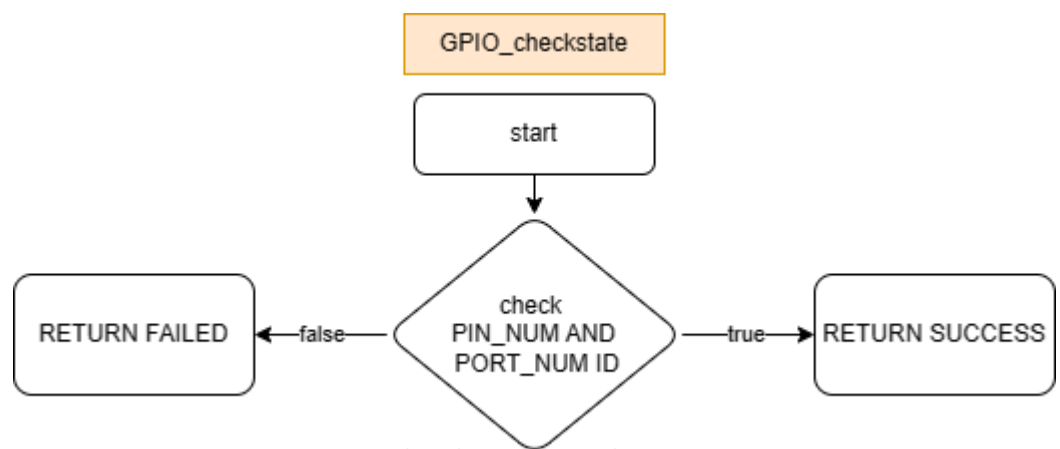 GPIO_checkstate
start
check
PIN_NUM AND
PORT_NUM ID
RETURN FAILED
false
true
RETURN SUCCESS